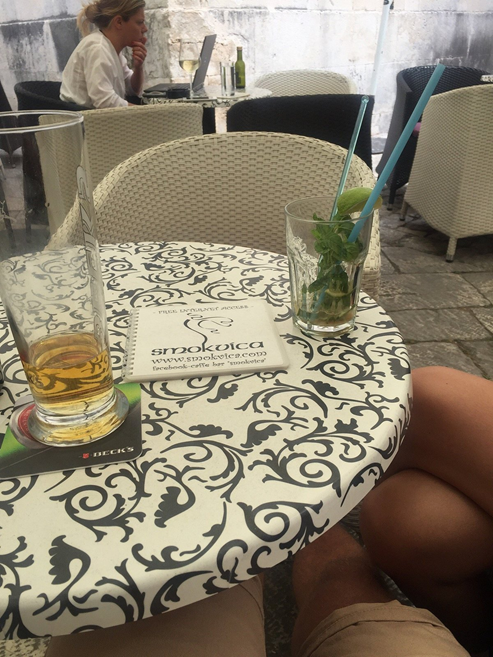 - FREE INTERNET ACCESS -
smokvica
www.smokvica.com
facebook-caffe bar "smokvica"
BECK'S